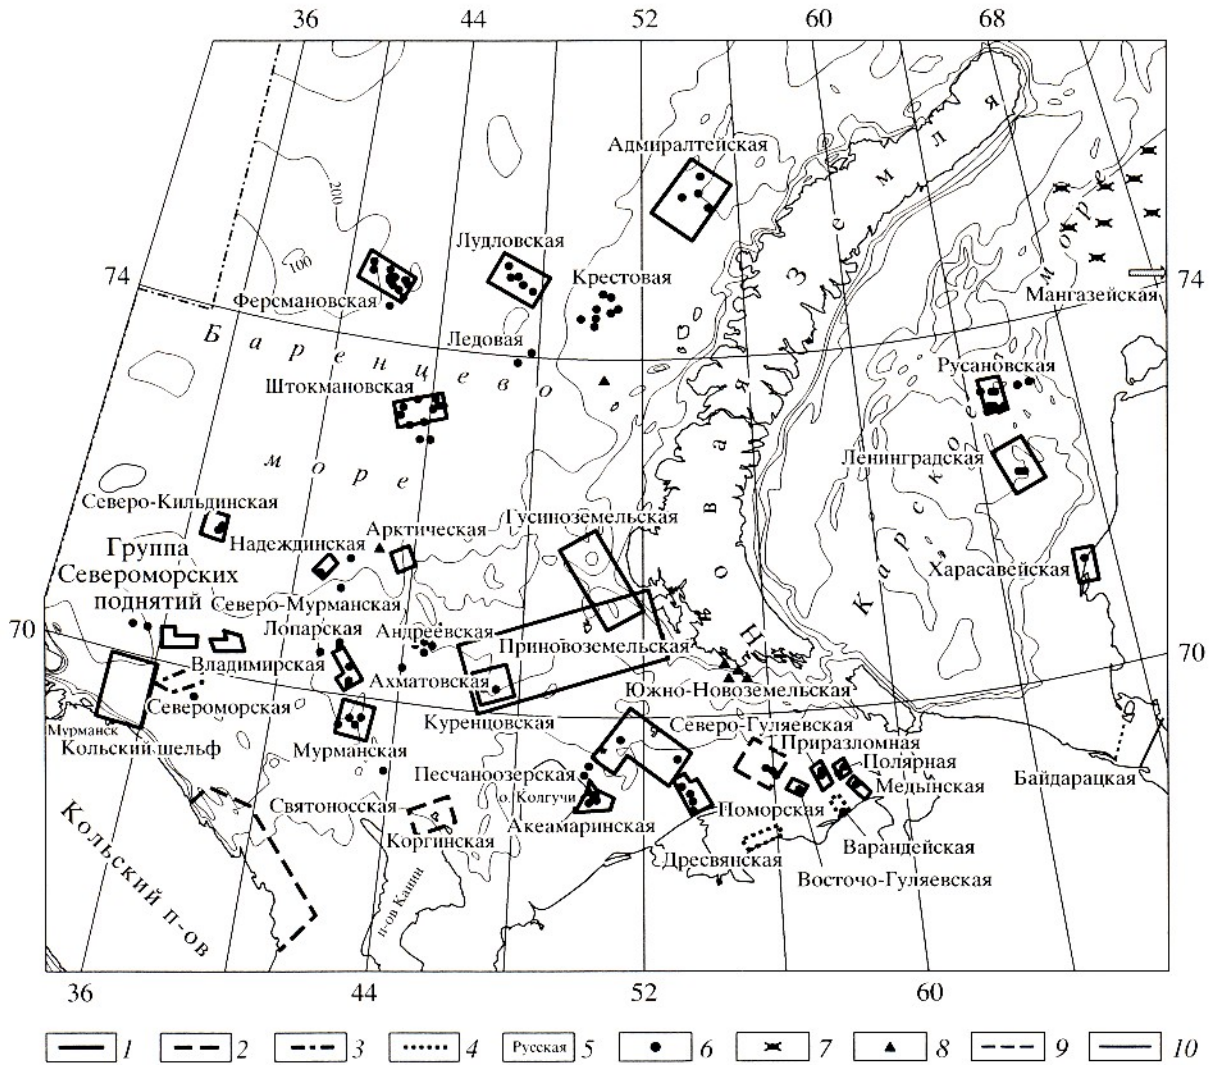 36 44 52 60 68
Адмиралтейская
Новая Земля
200
100
Лудловская
Крестовая
74
74
Ферсмановская
Мангазейская
Баренцево
море
Карское море
Ледовая
Русановская
Штокмановская
Ленинградская
Северо-Кильдинская
Гусиноземельская
Надеждинская
Арктическая
Группа
Североморских
поднятий
Харасавейская
Северо-Мурманская
70
Лопарская
Андреевская
Приновоземельская
70
Владимирская
Ахматовская
Южно-Новоземельская
Североморская
Куренцовская
Северо-Гуляевская
Мурманск
Кольский шельф
Мурманская
Приразломная
Полярная
Песчаноозерская
Медынская
Байдарацкая
о. Колгучи
Святоносская
Поморская
Акеамаринская
Коргинская
Варандейская
Дресвянская
Восточо-Гуляевская
Кольский п-ов
п-ов Канин
36 44 52 60
1 2 3 4 Русская 5 6 7 8 9 10